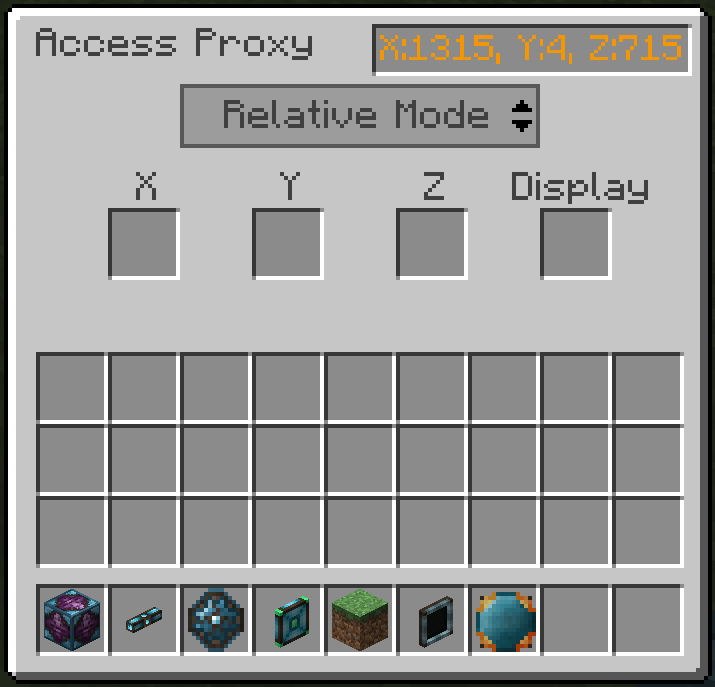 Access Proxy
X:1315, Y:4, Z:715
Relative Mode
X Y Z Display